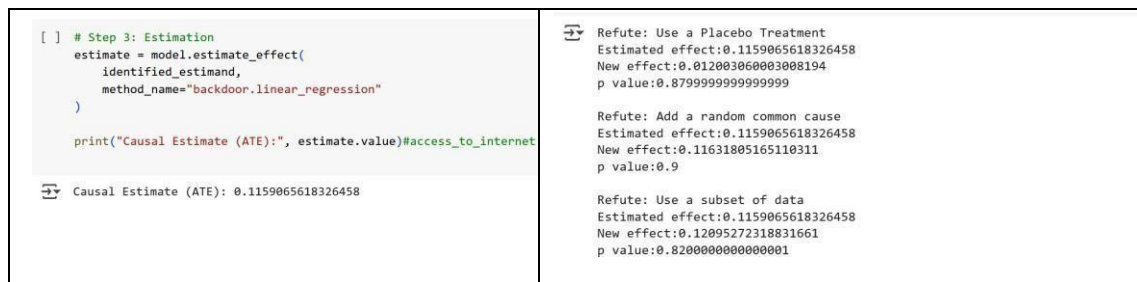 [ ] # Step 3: Estimation
estimate = model.estimate_effect(
identified_estimand,
method_name="backdoor.linear_regression"
)
print("Causal Estimate (ATE):", estimate.value)#access_to_internet
Causal Estimate (ATE): 0.1159065618326458
Refute: Use a Placebo Treatment
Estimated effect:0.1159065618326458
New effect:0.012003060003008194
p value:0.8799999999999999
Refute: Add a random common cause
Estimated effect:0.1159065618326458
New effect:0.11631805165110311
p value:0.9
Refute: Use a subset of data
Estimated effect:0.1159065618326458
New effect:0.12095272318831661
p value:0.8200000000000001